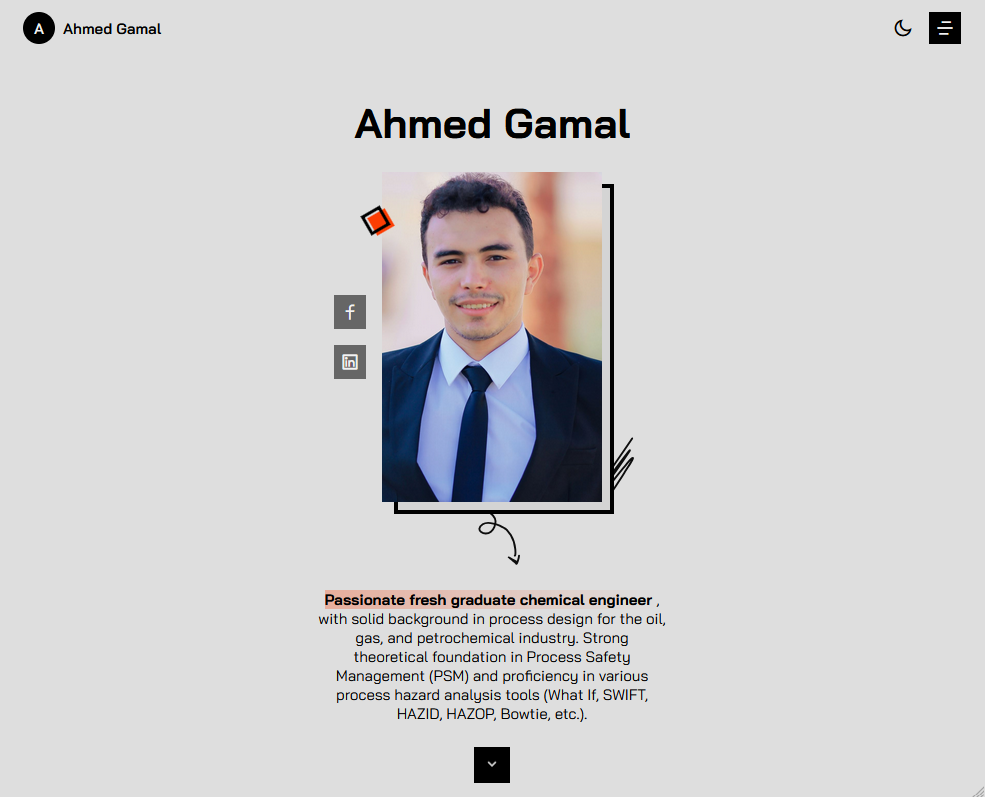 A Ahmed Gamal
Ahmed Gamal
f
in
Passionate fresh graduate chemical engineer ,
with solid background in process design for the oil,
gas, and petrochemical industry. Strong
theoretical foundation in Process Safety
Management (PSM) and proficiency in various
process hazard analysis tools (What If, SWIFT,
HAZID, HAZOP, Bowtie, etc.).